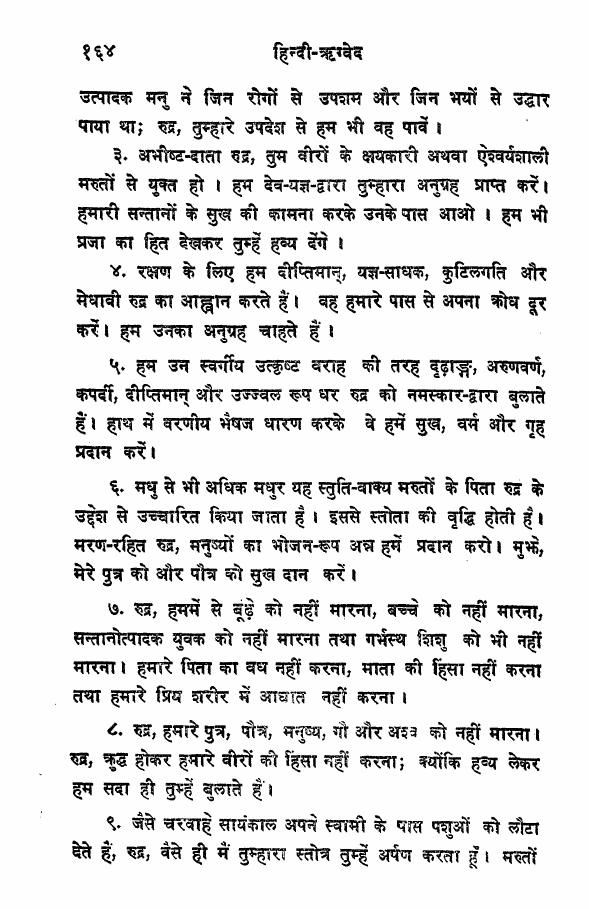 १६४ हिन्दी-ऋग्वेद
उत्पादक मनु ने जिन रोगों से उपशम और जिन भयों से उद्धार
पाया था; रुद्र, तुम्हारे उपदेश से हम भी वह पावें ।
३. अभीष्ट-दाता रुद्र, तुम वीरों के क्षयकारी अथवा ऐश्वर्यशाली
मरुतों से युक्त हो । हम देव-यज्ञ-द्वारा तुम्हारा अनुग्रह प्राप्त करें।
हमारी सन्तानों के सुख की कामना करके उनके पास आओ । हम भी
प्रजा का हित देखकर तुम्हें हव्य देंगे ।
४. रक्षण के लिए हम दीप्तिमान्, यज्ञ-साधक, कुटिलगति और
मेधावी रुद्र का आह्वान करते हैं। वह हमारे पास से अपना क्रोध दूर
करें। हम उनका अनुग्रह चाहते हैं ।
५. हम उन स्वर्गीय उत्कृष्ट वराह की तरह दृढ़ाङ्ग, अरुणवर्ण,
कपर्दी, दीप्तिमान् और उज्ज्वल रूप धर रुद्र को नमस्कार-द्वारा बुलाते
हैं। हाथ में वरणीय भैषज धारण करके वे हमें सुख, वर्म और गृह
प्रदान करें।
६. मधु से भी अधिक मधुर यह स्तुति-वाक्य मरुतों के पिता रुद्र के
उद्देश से उच्चारित किया जाता है । इससे स्तोता की वृद्धि होती है।
मरण-रहित रुद्र, मनुष्यों का भोजन-रूप अन्न हमें प्रदान करो। मुझे,
मेरे पुत्र को और पौत्र को सुख दान करें।
७. रुद्र, हममें से बूढ़े को नहीं मारना, बच्चे को नहीं मारना,
सन्तानोत्पादक युवक को नहीं मारना तथा गर्भस्थ शिशु को भी नहीं
मारना। हमारे पिता का वध नहीं करना, माता की हिंसा नहीं करना
तथा हमारे प्रिय शरीर में आघात नहीं करना ।
८. रुद्र, हमारे पुत्र, पौत्र, मनुष्य, गौ और अश्व को नहीं मारना।
रुद्र, क्रुद्ध होकर हमारे वीरों की हिंसा नहीं करना; क्योंकि हव्य लेकर
हम सदा ही तुम्हें बुलाते हैं।
९. जैसे चरवाहे सायंकाल अपने स्वामी के पास पशुओं को लौटा
देते हैं, रुद्र, वैसे ही मैं तुम्हारा स्तोत्र तुम्हें अर्पण करता हूँ। मरुतों